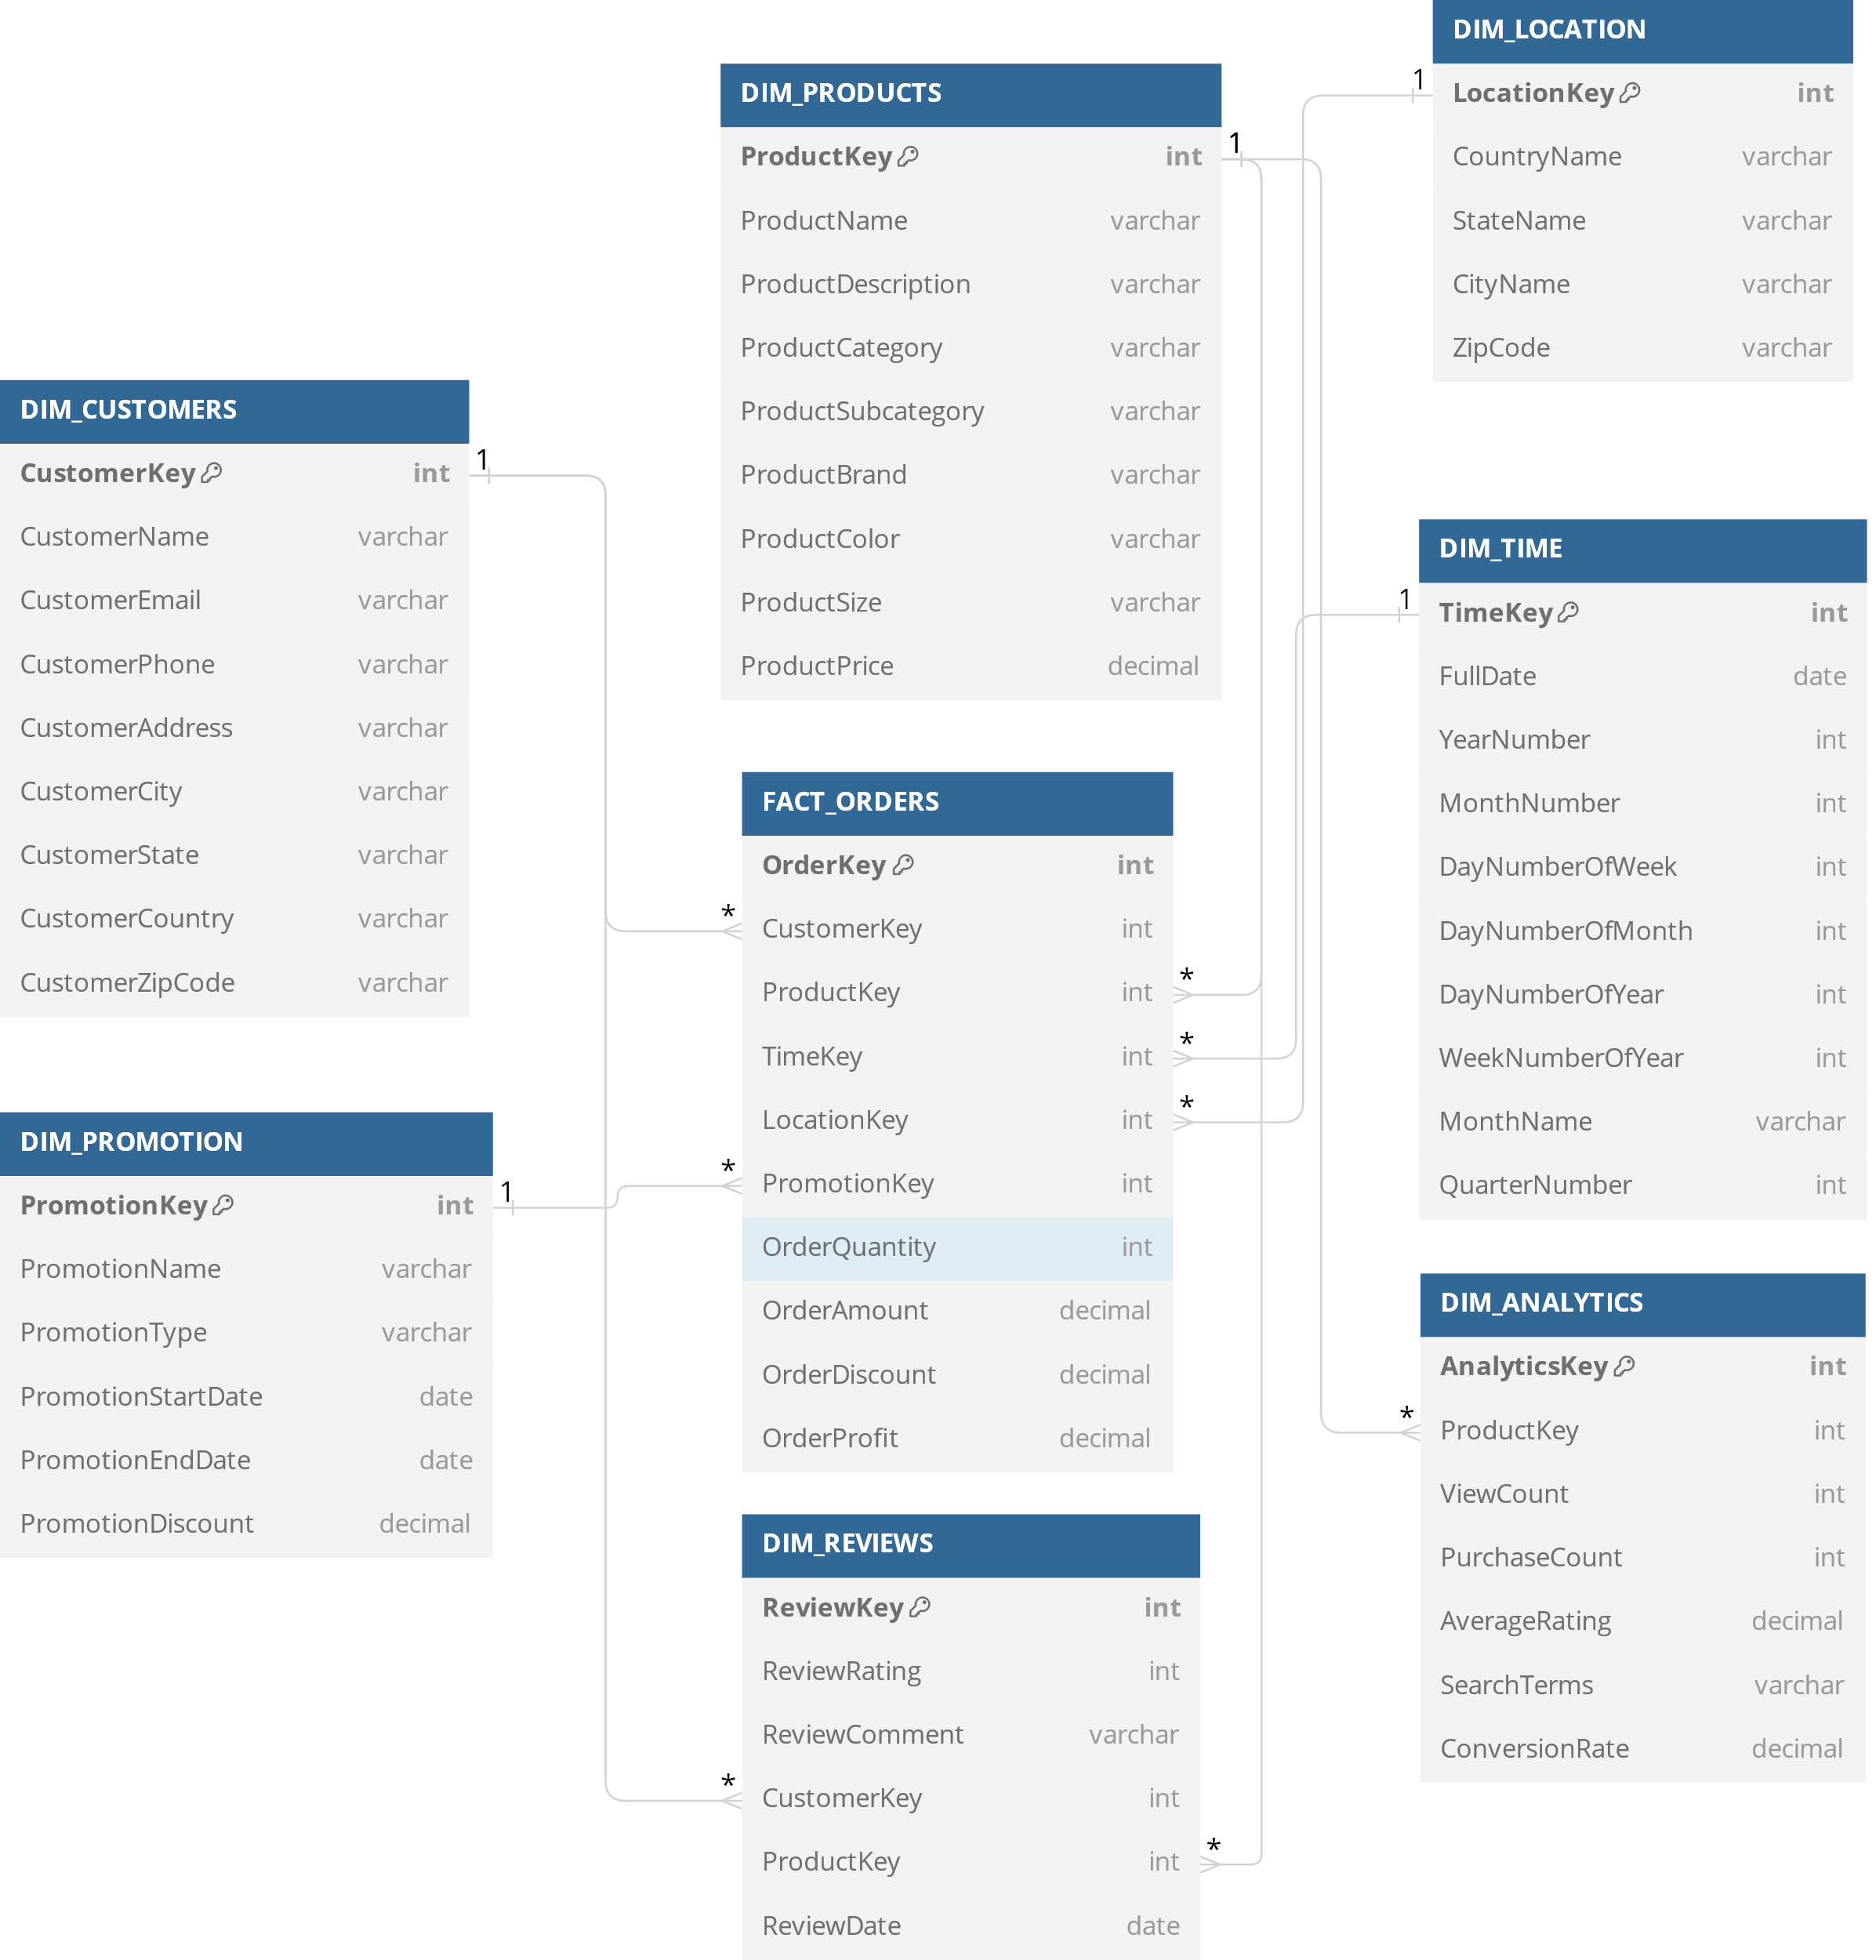 DIM_LOCATION
LocationKey int
CountryName varchar
StateName varchar
CityName varchar
ZipCode varchar
DIM_PRODUCTS
ProductKey int
ProductName varchar
ProductDescription varchar
ProductCategory varchar
ProductSubcategory varchar
ProductBrand varchar
ProductColor varchar
ProductSize varchar
ProductPrice decimal
1
1
DIM_CUSTOMERS
CustomerKey int
CustomerName varchar
CustomerEmail varchar
CustomerPhone varchar
CustomerAddress varchar
CustomerCity varchar
CustomerState varchar
CustomerCountry varchar
CustomerZipCode varchar
1
DIM_TIME
TimeKey int
FullDate date
YearNumber int
MonthNumber int
DayNumberOfWeek int
DayNumberOfMonth int
DayNumberOfYear int
WeekNumberOfYear int
MonthName varchar
QuarterNumber int
1
FACT_ORDERS
OrderKey int
* CustomerKey int
ProductKey int *
TimeKey int *
LocationKey int *
* PromotionKey int
OrderQuantity int
OrderAmount decimal
OrderDiscount decimal
OrderProfit decimal
DIM_PROMOTION
PromotionKey int 1
PromotionName varchar
PromotionType varchar
PromotionStartDate date
PromotionEndDate date
PromotionDiscount decimal
DIM_ANALYTICS
AnalyticsKey int
* ProductKey int
ViewCount int
PurchaseCount int
AverageRating decimal
SearchTerms varchar
ConversionRate decimal
DIM_REVIEWS
ReviewKey int
ReviewRating int
ReviewComment varchar
* CustomerKey int
ProductKey int *
ReviewDate date